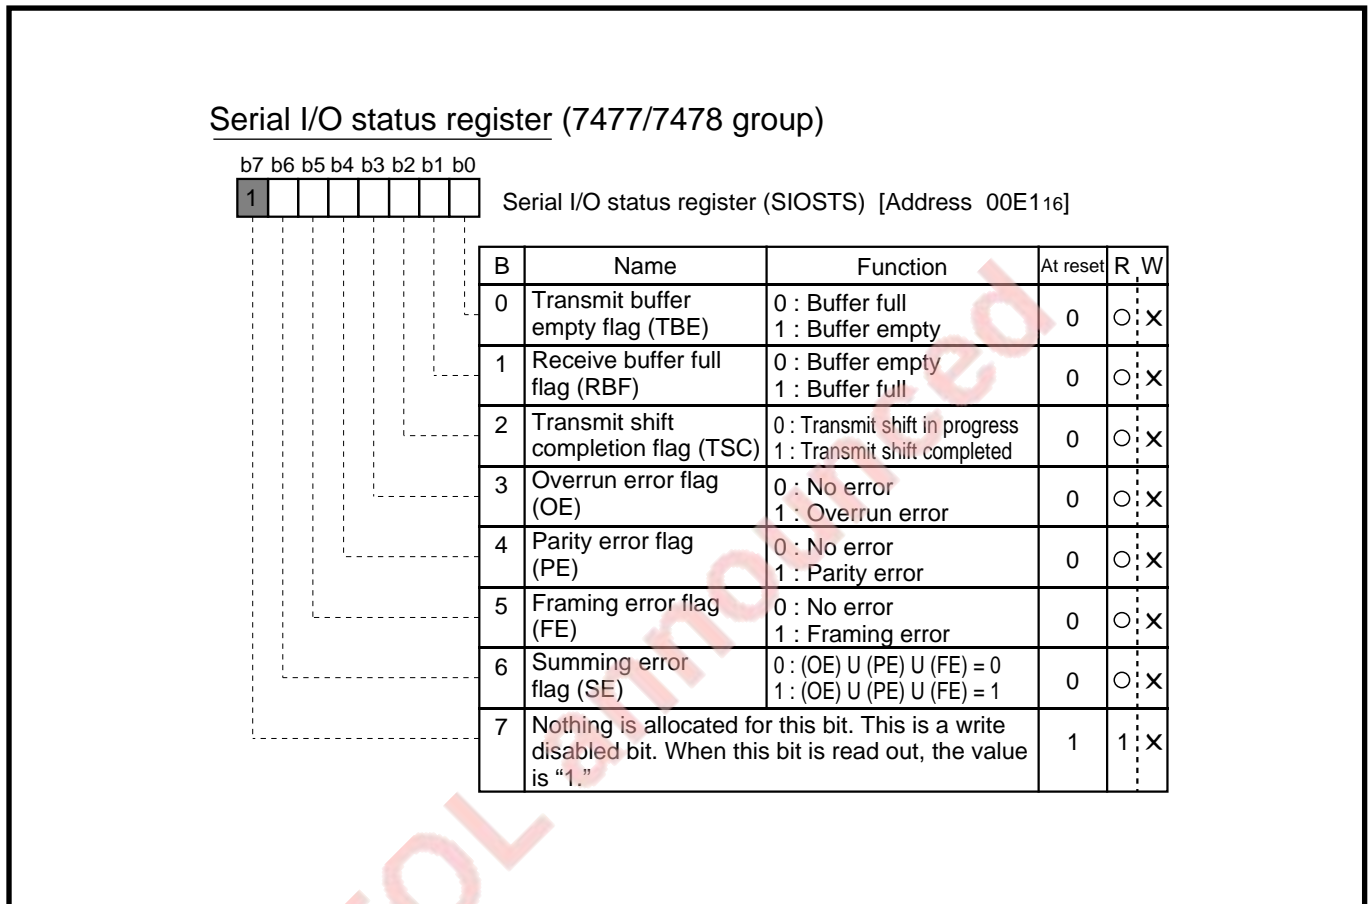 Serial I/O status register (7477/7478 group)
b7 b6 b5 b4 b3 b2 b1 b0
1
Serial I/O status register (SIOSTS) [Address 00E116]
B Name Function At reset R W
0 Transmit buffer empty flag (TBE) 0 : Buffer full 1 : Buffer empty 0 ○ ×
1 Receive buffer full flag (RBF) 0 : Buffer empty 1 : Buffer full 0 ○ ×
2 Transmit shift completion flag (TSC) 0 : Transmit shift in progress 1 : Transmit shift completed 0 ○ ×
3 Overrun error flag (OE) 0 : No error 1 : Overrun error 0 ○ ×
4 Parity error flag (PE) 0 : No error 1 : Parity error 0 ○ ×
5 Framing error flag (FE) 0 : No error 1 : Framing error 0 ○ ×
6 Summing error flag (SE) 0 : (OE) U (PE) U (FE) = 0 1 : (OE) U (PE) U (FE) = 1 0 ○ ×
7 Nothing is allocated for this bit. This is a write disabled bit. When this bit is read out, the value is “1.” 1 1 ×
EOL announced